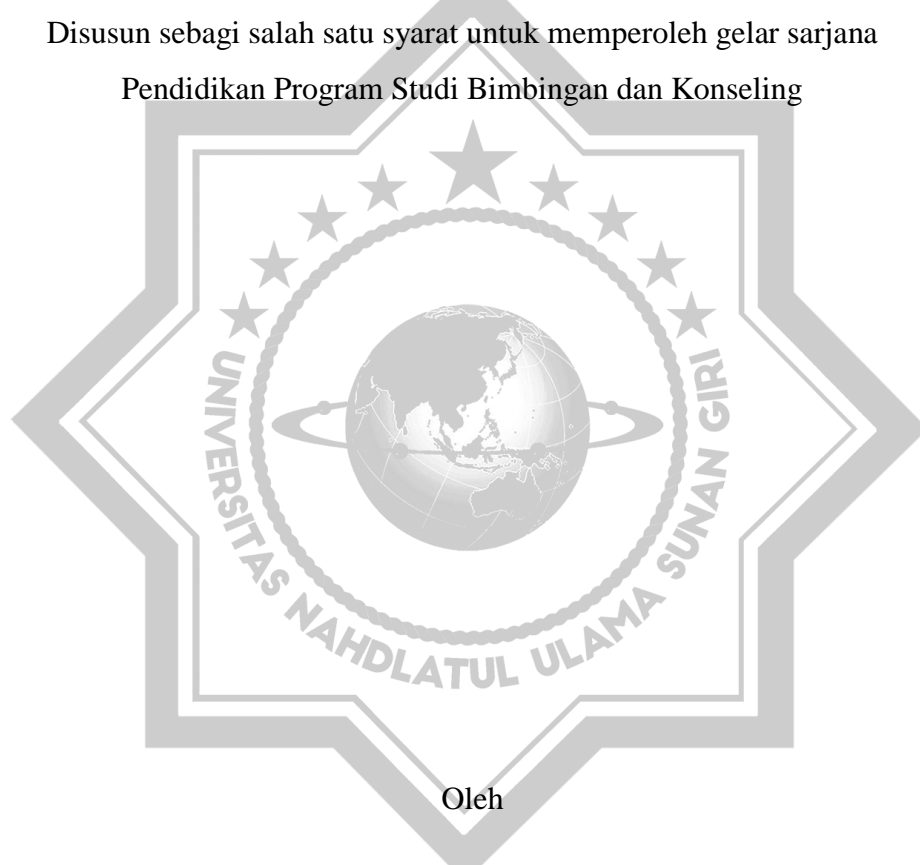 Disusun sebagi salah satu syarat untuk memperoleh gelar sarjana
Pendidikan Program Studi Bimbingan dan Konseling
UNIVERSITAS NAHDLATUL ULAMA SUNAN GIRI
Oleh